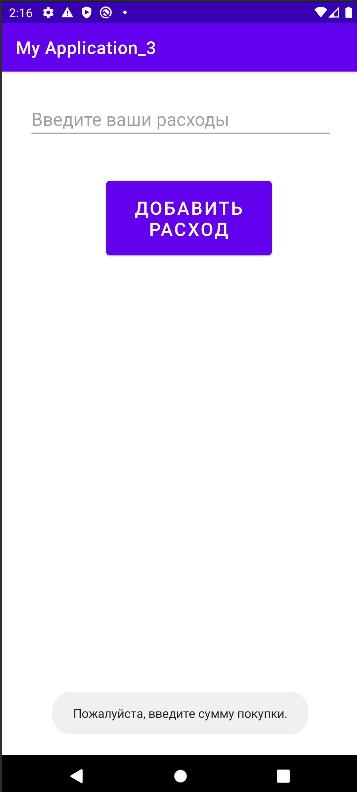 2:16
My Application_3
Введите ваши расходы
ДОБАВИТЬ
РАСХОД
Пожалуйста, введите сумму покупки.